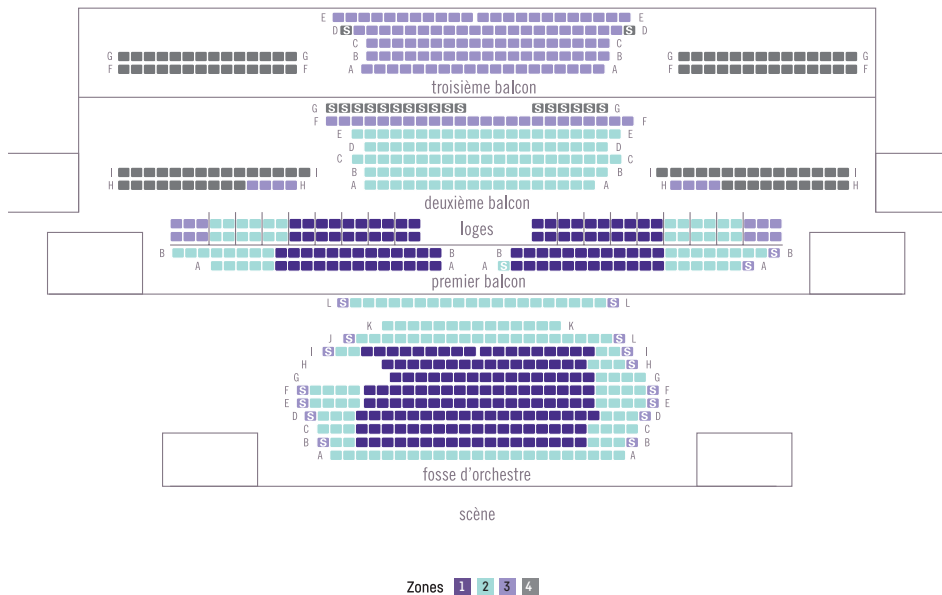 E E
D S S D
C C
G B B G
F A A F
troisième balcon
G S S S S S S S S S S S S S S S S S G
F F
E E
D D
C C
I B B I I I
H A A H H H
deuxième balcon
loges
B B B S B
A A A S S A
premier balcon
L S S L
K K
J S S L
I S S I
H S H
G G
F S S F
E S S E
D S S D
C C
B S S B
A A
fosse d'orchestre
scène
Zones 1 2 3 4